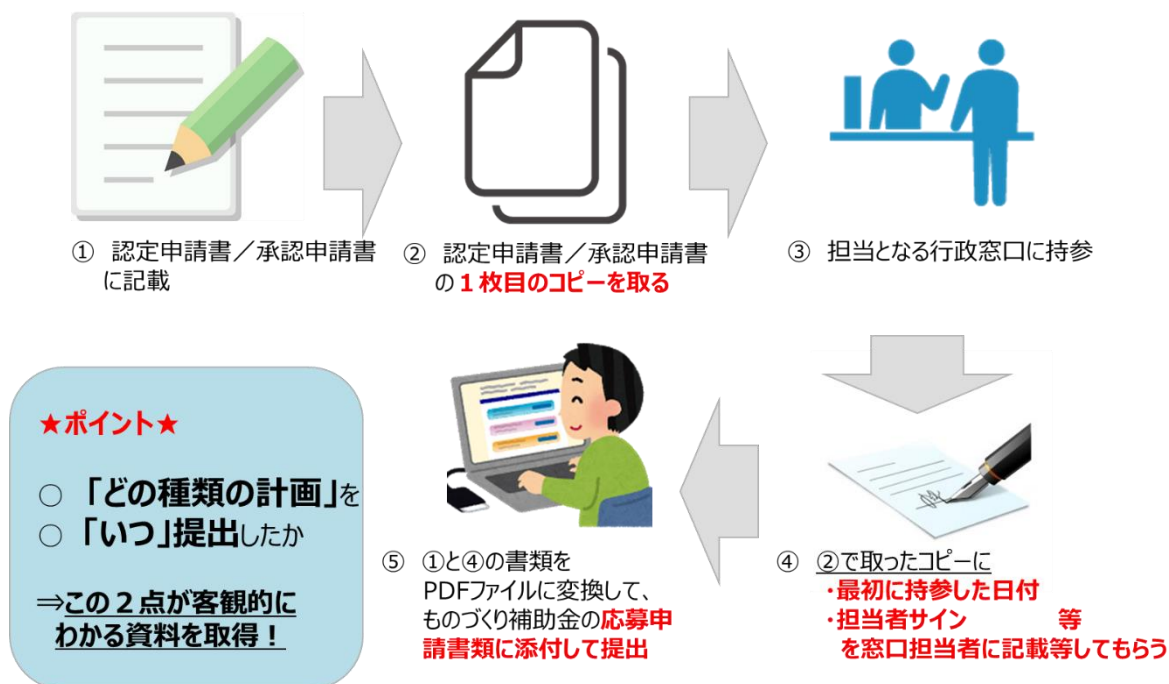 ① 認定申請書／承認申請書
に記載
② 認定申請書／承認申請書
の１枚目のコピーを取る
③ 担当となる行政窓口に持参
④ ②で取ったコピーに
・最初に持参した日付
・担当者サイン　　　等
を窓口担当者に記載等してもらう
⑤ ①と④の書類を
PDFファイルに変換して、
ものづくり補助金の応募申
請書類に添付して提出
★ポイント★
○ 「どの種類の計画」を
○ 「いつ」提出したか
⇒この２点が客観的に
わかる資料を取得！